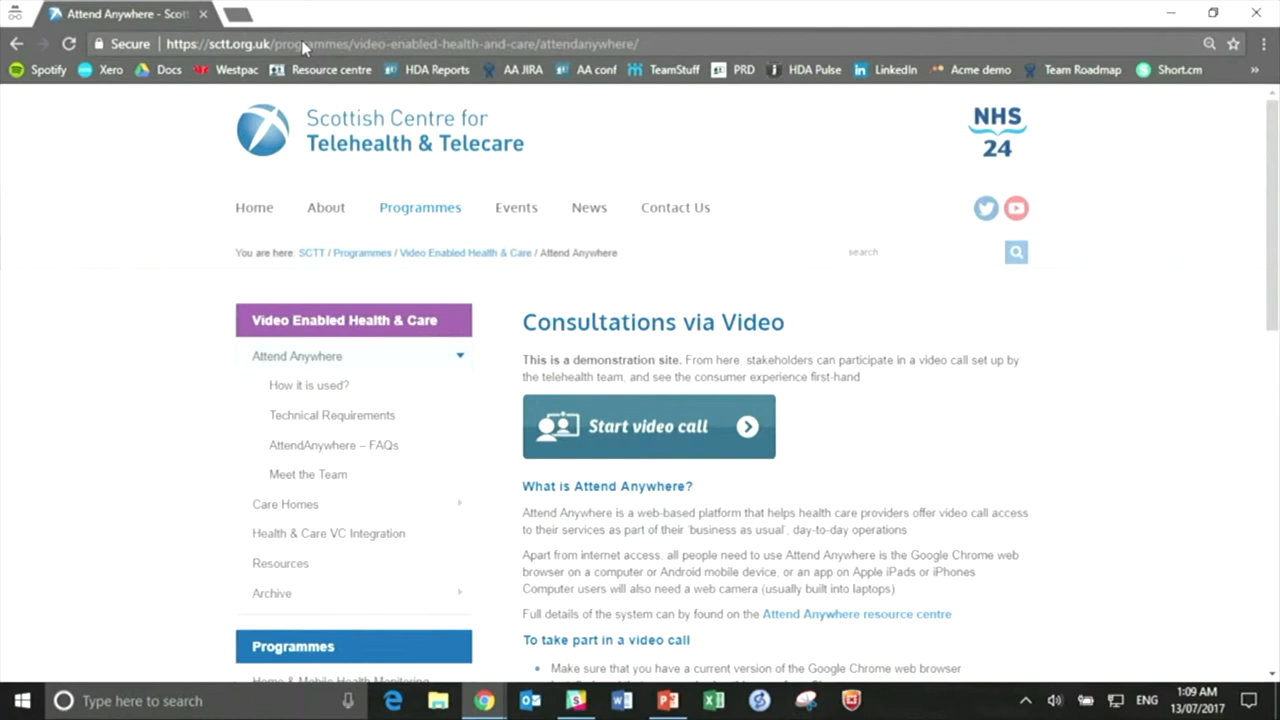 Attend Anywhere - Scott
Secure https://sctt.org.uk/programmes/video-enabled-health-and-care/attendanywhere/
Spotify Xero Docs Westpac Resource centre HDA Reports AA JIRA AA conf TeamStuff PRD HDA Pulse LinkedIn Acme demo Team Roadmap Short.cm »
Scottish Centre for
Telehealth & Telecare
NHS
24
Home About Programmes Events News Contact Us
You are here: SCTT / Programmes / Video Enabled Health & Care / Attend Anywhere
search
Video Enabled Health & Care
Attend Anywhere
How it is used?
Technical Requirements
AttendAnywhere – FAQs
Meet the Team
Care Homes
Health & Care VC Integration
Resources
Archive
Programmes
Home & Mobile Health Monitoring
Consultations via Video
This is a demonstration site. From here, stakeholders can participate in a video call set up by
the telehealth team, and see the consumer experience first-hand
Start video call
What is Attend Anywhere?
Attend Anywhere is a web-based platform that helps health care providers offer video call access
to their services as part of their 'business as usual', day-to-day operations
Apart from internet access, all people need to use Attend Anywhere is the Google Chrome web
browser on a computer or Android mobile device, or an app on Apple iPads or iPhones
Computer users will also need a web camera (usually built into laptops)
Full details of the system can by found on the Attend Anywhere resource centre
To take part in a video call
Make sure that you have a current version of the Google Chrome web browser
Type here to search
ENG
1:09 AM
13/07/2017